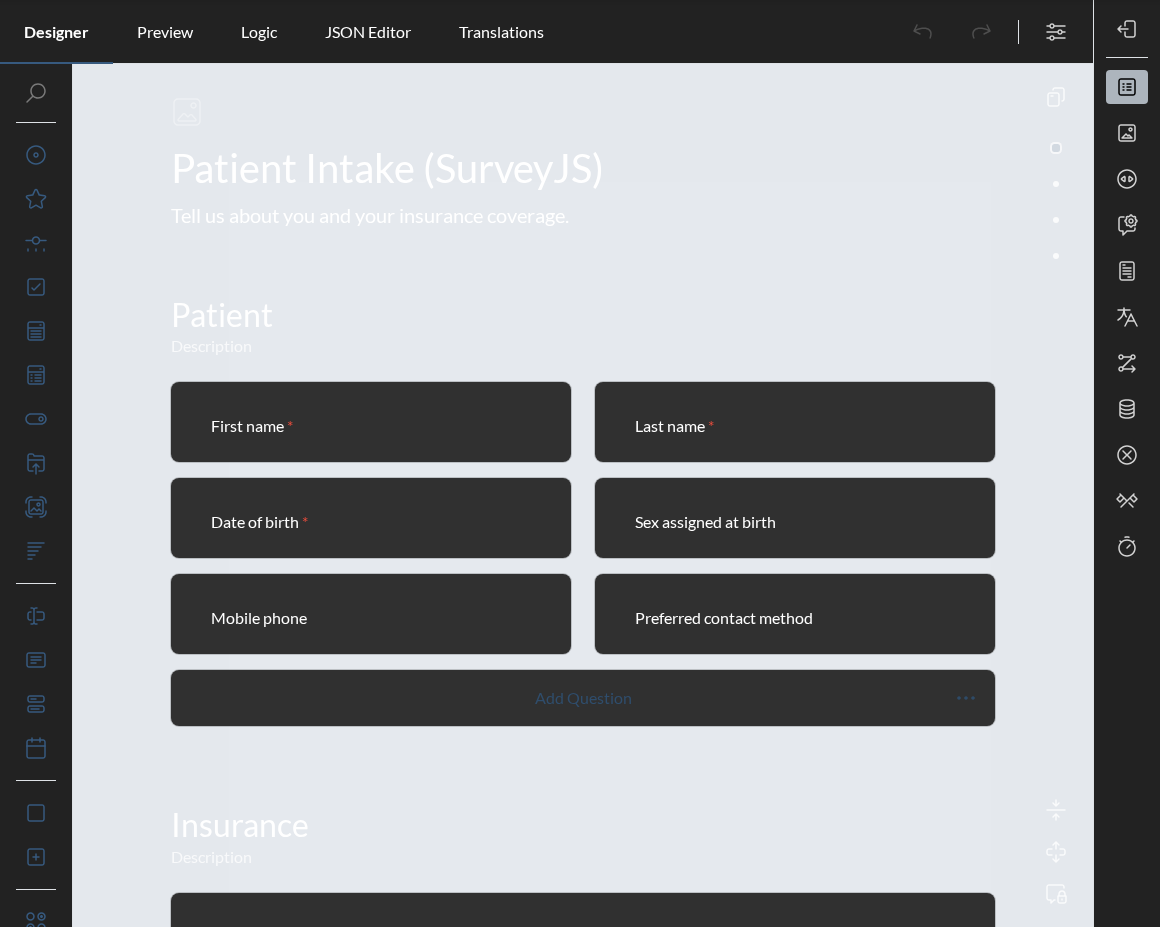 Designer
Preview
Logic
JSON Editor
Translations
Patient Intake (SurveyJS)
Tell us about you and your insurance coverage.
Patient
Description
First name *
Last name *
Date of birth *
Sex assigned at birth
Mobile phone
Preferred contact method
Add Question
Insurance
Description